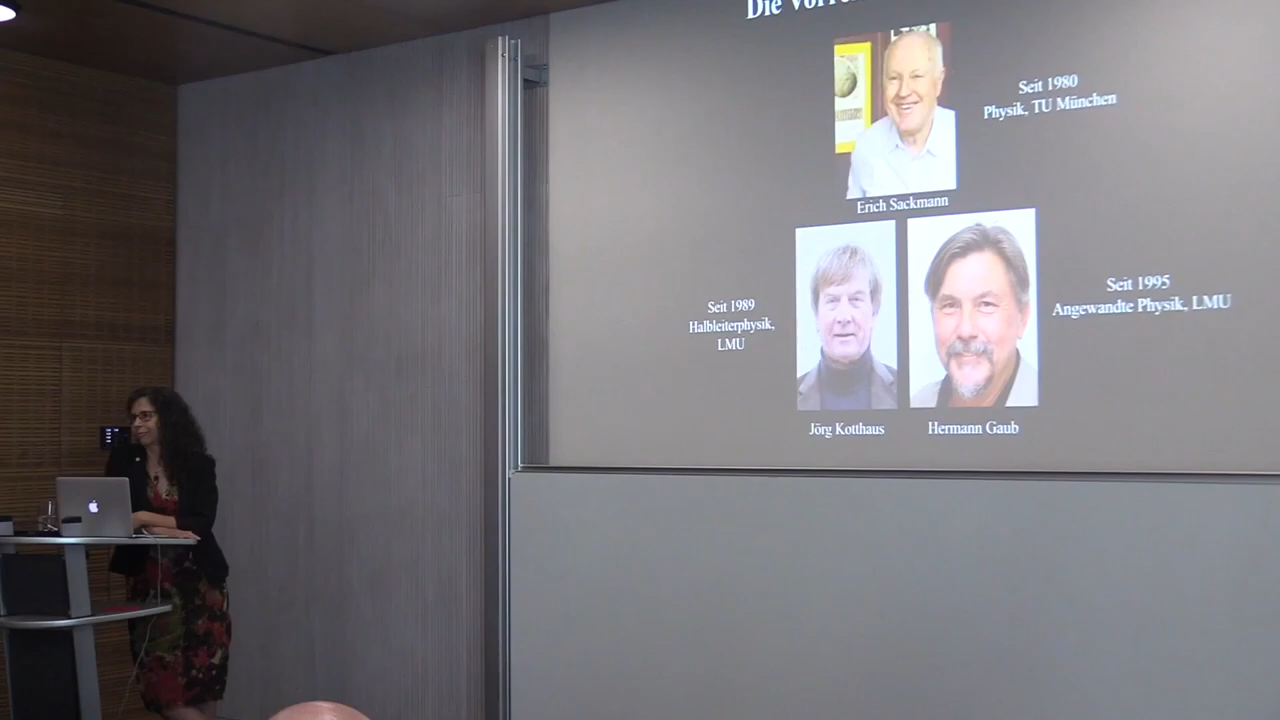 Die
Seit 1980
Physik, TU München
Erich Sackmann
Seit 1989
Halbleiterphysik,
LMU
Seit 1995
Angewandte Physik, LMU
Jörg Kotthaus
Hermann Gaub